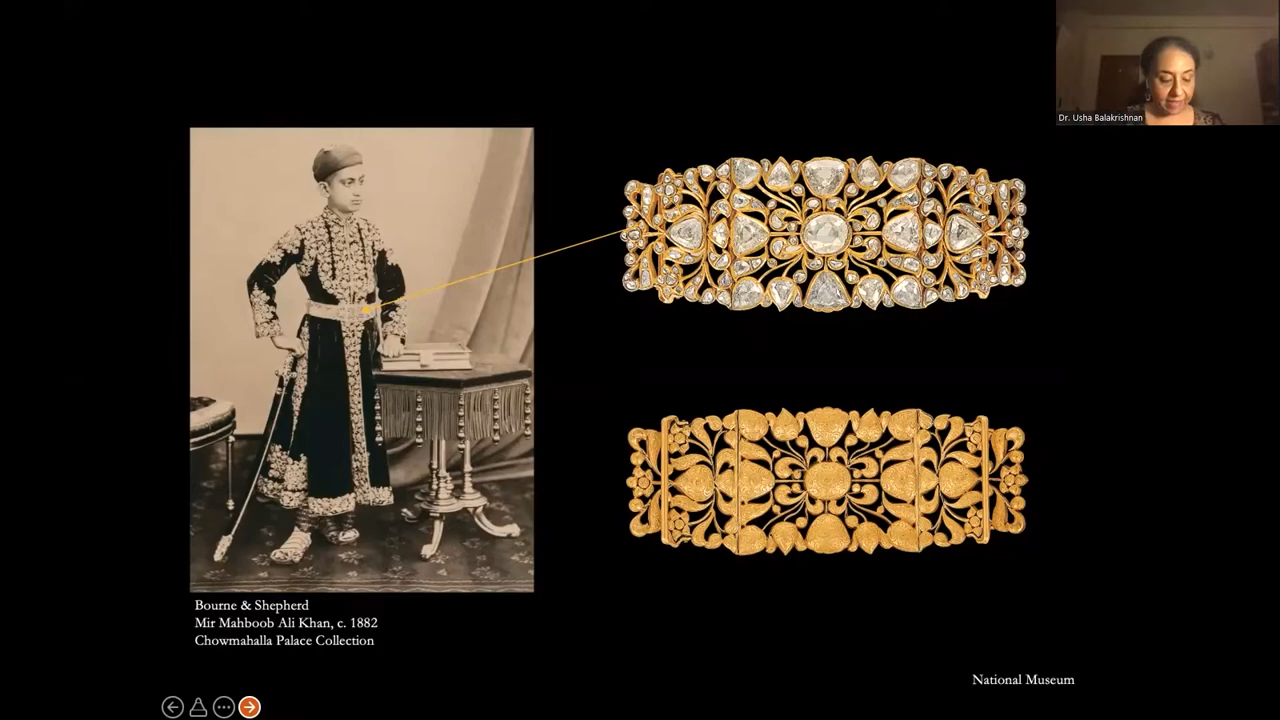 Dr. Usha Balakrishnan
Bourne & Shepherd
Mir Mahboob Ali Khan, c. 1882
Chowmahalla Palace Collection
National Museum